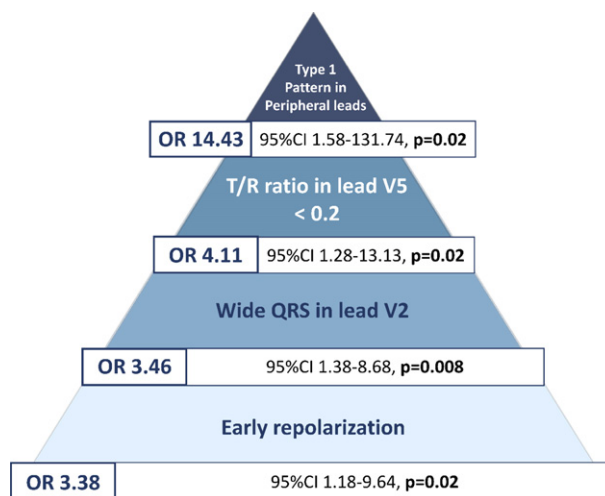 Type 1
Pattern in
Peripheral leads
OR 14.43 95%CI 1.58-131.74, p=0.02
T/R ratio in lead V5
< 0.2
OR 4.11 95%CI 1.28-13.13, p=0.02
Wide QRS in lead V2
OR 3.46 95%CI 1.38-8.68, p=0.008
Early repolarization
OR 3.38 95%CI 1.18-9.64, p=0.02